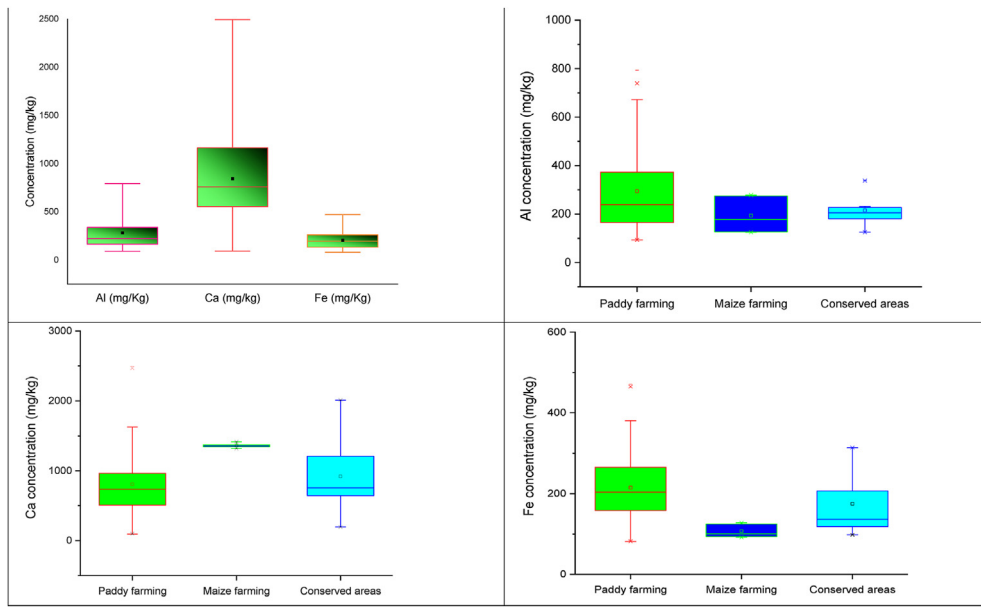 2500
2000
1500
1000
500
0
Concentration (mg/kg)
Al (mg/Kg) Ca (mg/kg) Fe (mg/Kg)
1000
800
600
400
200
0
Al concentration (mg/kg)
Paddy farming Maize farming Conserved areas
3000
2000
1000
0
Ca concentration (mg/kg)
Paddy farming Maize farming Conserved areas
600
400
200
0
Fe concentration (mg/kg)
Paddy farming Maize farming Conserved areas